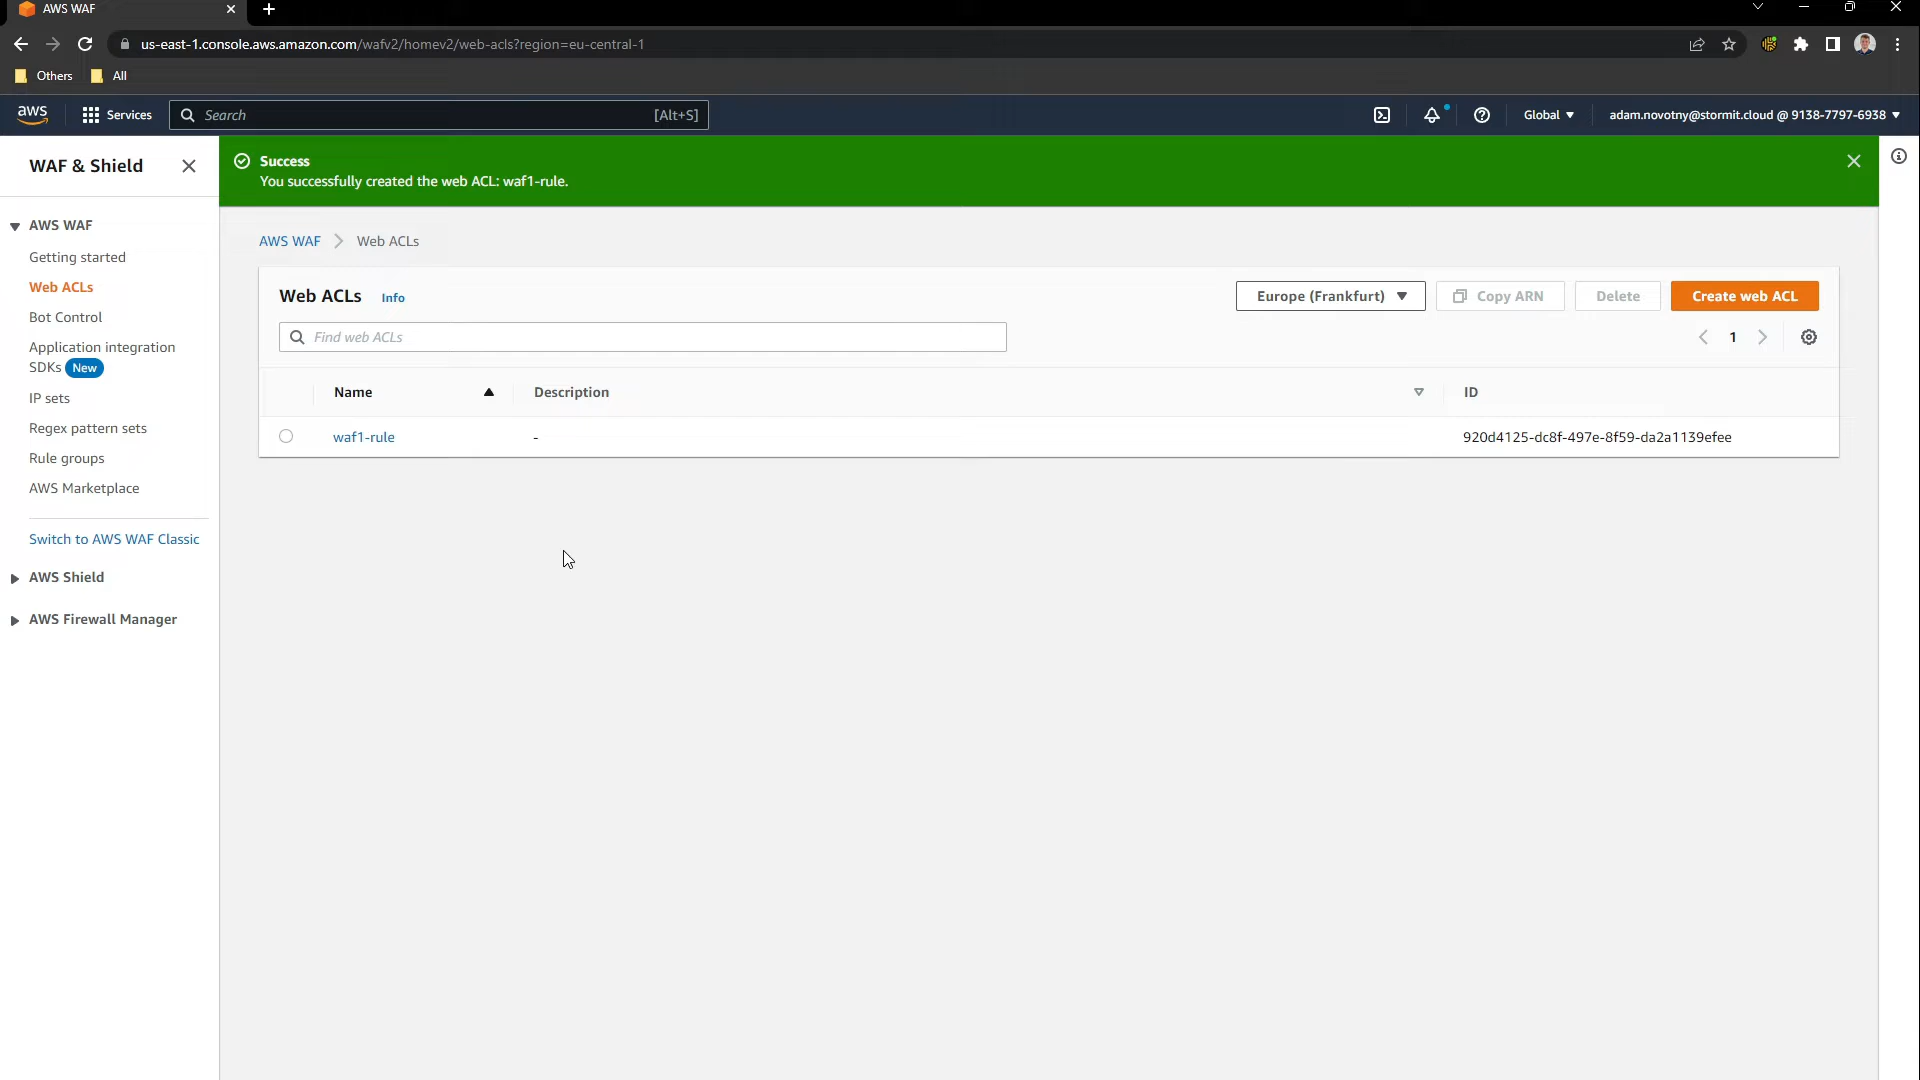 AWS WAF
us-east-1.console.aws.amazon.com/wafv2/homev2/web-acls?region=eu-central-1
Others
All
aws
Services
Search
[Alt+S]
Global
adam.novotny@stormit.cloud @ 9138-7797-6938
WAF & Shield
AWS WAF
Getting started
Web ACLs
Bot Control
Application integration
SDKs New
IP sets
Regex pattern sets
Rule groups
AWS Marketplace
Switch to AWS WAF Classic
AWS Shield
AWS Firewall Manager
Success
You successfully created the web ACL: waf1-rule.
AWS WAF
Web ACLs
Web ACLs Info
Europe (Frankfurt)
Copy ARN
Delete
Create web ACL
Find web ACLs
1
Name
Description
ID
waf1-rule
-
920d4125-dc8f-497e-8f59-da2a1139efee